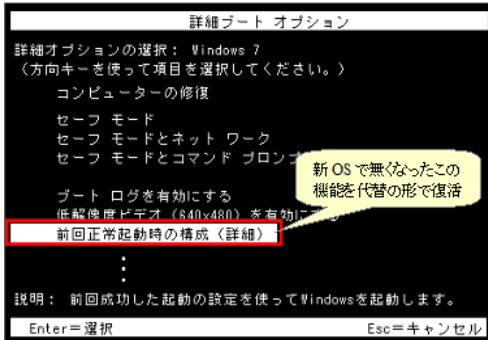 詳細ブート オプション
詳細オプションの選択： Windows 7
（方向キーを使って項目を選択してください。）
コンピューターの修復
セーフ モード
セーフ モードとネット ワーク
セーフ モードとコマンド プロンプ
新OSで無くなったこの
機能を代替の形で復活
ブート ログを有効にする
低解像度ビデオ（640x480）を有効にする
前回正常起動時の構成（詳細）
説明： 前回成功した起動の設定を使ってWindowsを起動します。
Enter＝選択
Esc＝キャンセル